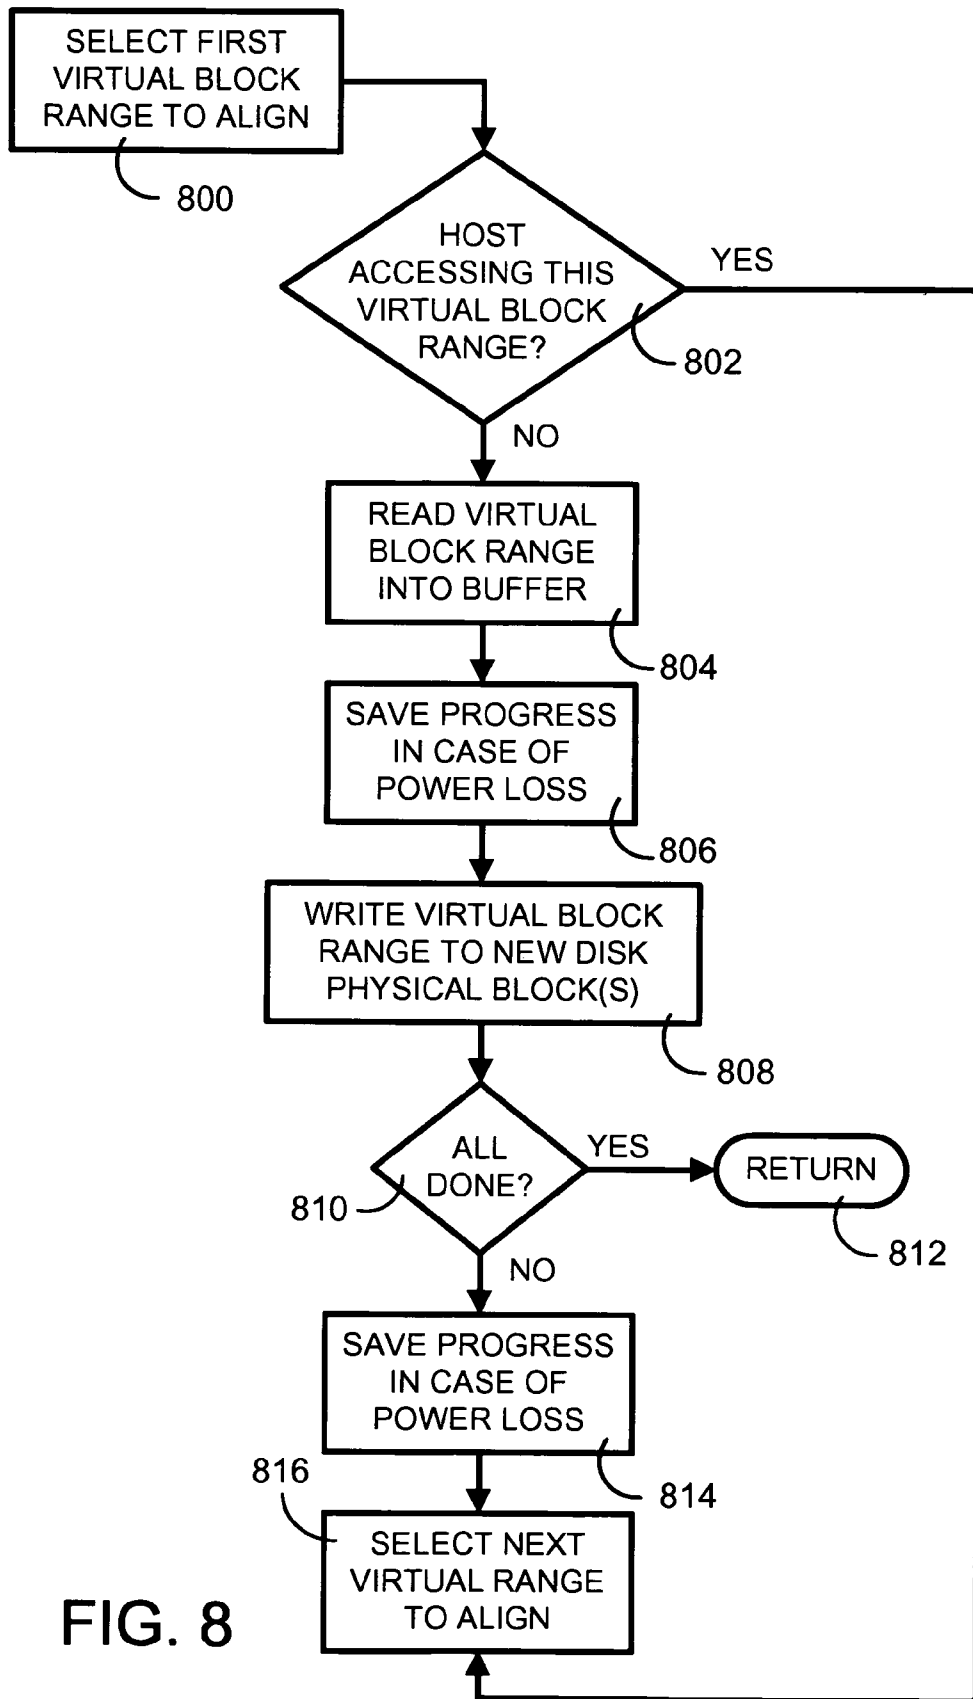 SELECT FIRST
VIRTUAL BLOCK
RANGE TO ALIGN
800
HOST
ACCESSING THIS
VIRTUAL BLOCK
RANGE?
YES
802
NO
READ VIRTUAL
BLOCK RANGE
INTO BUFFER
804
SAVE PROGRESS
IN CASE OF
POWER LOSS
806
WRITE VIRTUAL BLOCK
RANGE TO NEW DISK
PHYSICAL BLOCK(S)
808
ALL
DONE?
810
YES
RETURN
812
NO
SAVE PROGRESS
IN CASE OF
POWER LOSS
814
816
SELECT NEXT
VIRTUAL RANGE
TO ALIGN
FIG. 8